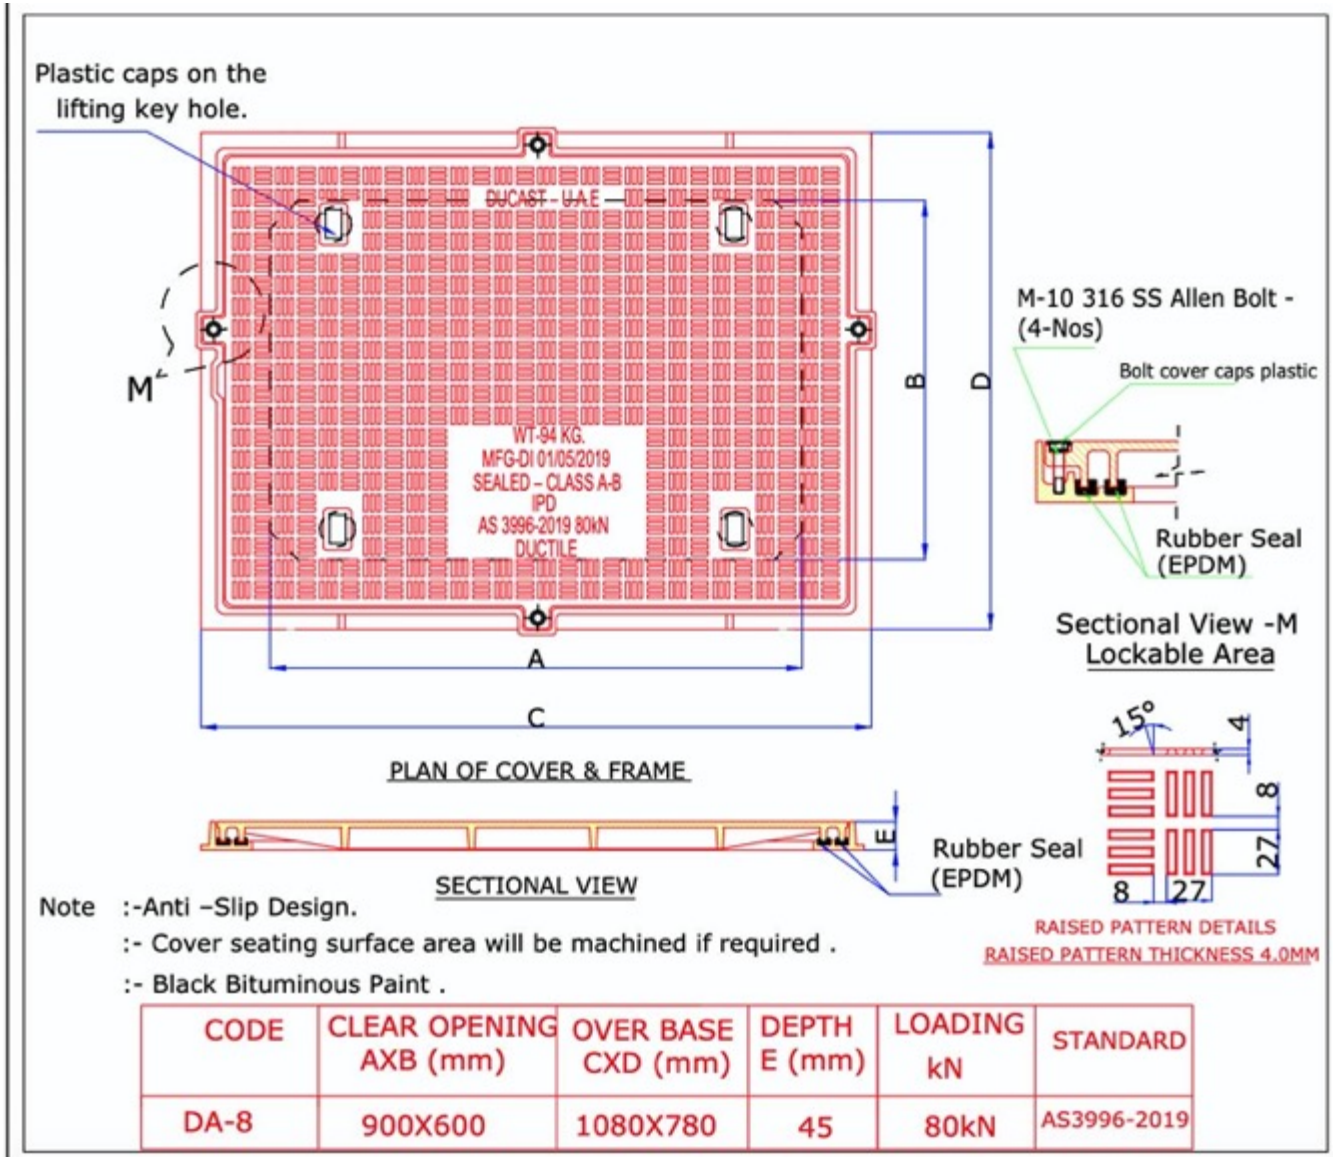 Plastic caps on the
lifting key hole.
DUCAST - U.A.E
M
B
D
WT-94 KG.
MFG-DI 01/05/2019
SEALED – CLASS A-B
IPD
AS 3996-2019 80kN
DUCTILE
A
C
PLAN OF COVER & FRAME
M-10 316 SS Allen Bolt -
(4-Nos)
Bolt cover caps plastic
Rubber Seal
(EPDM)
Sectional View -M
Lockable Area
15°
4
8
27
8
27
RAISED PATTERN DETAILS
RAISED PATTERN THICKNESS 4.0MM
E
Rubber Seal
(EPDM)
SECTIONAL VIEW
Note :-Anti –Slip Design.
:- Cover seating surface area will be machined if required .
:- Black Bituminous Paint .
CODE CLEAR OPENING AXB (mm) OVER BASE CXD (mm) DEPTH E (mm) LOADING kN STANDARD
DA-8 900X600 1080X780 45 80kN AS3996-2019